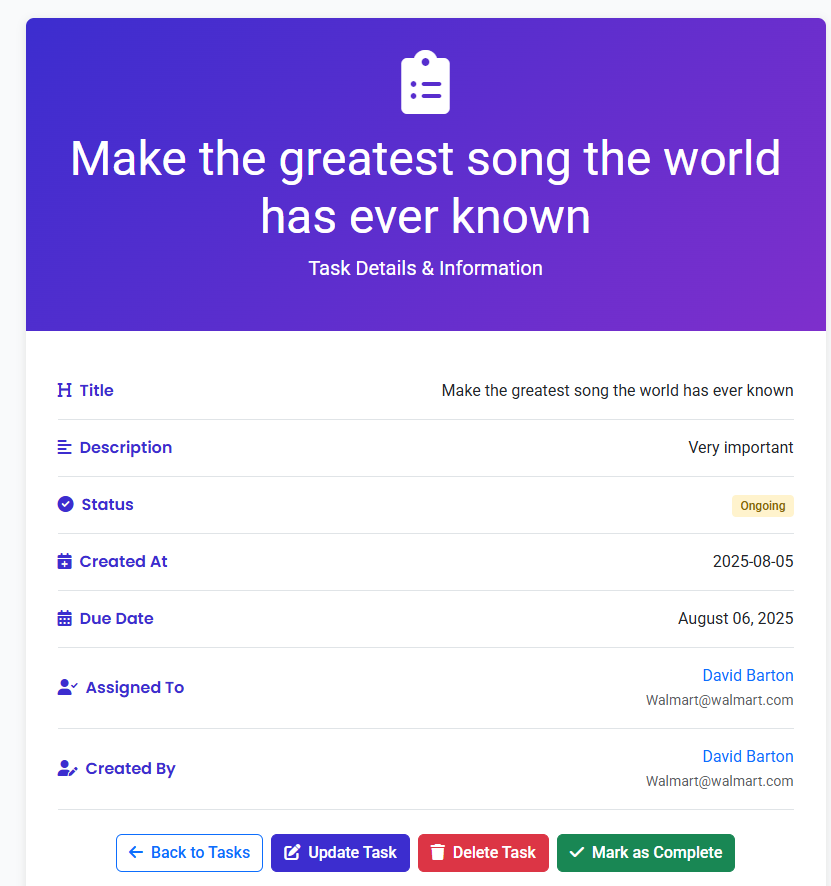 Make the greatest song the world
has ever known
Task Details & Information
Title
Make the greatest song the world has ever known
Description
Very important
Status
Ongoing
Created At
2025-08-05
Due Date
August 06, 2025
Assigned To
David Barton
Walmart@walmart.com
Created By
David Barton
Walmart@walmart.com
Back to Tasks
Update Task
Delete Task
Mark as Complete